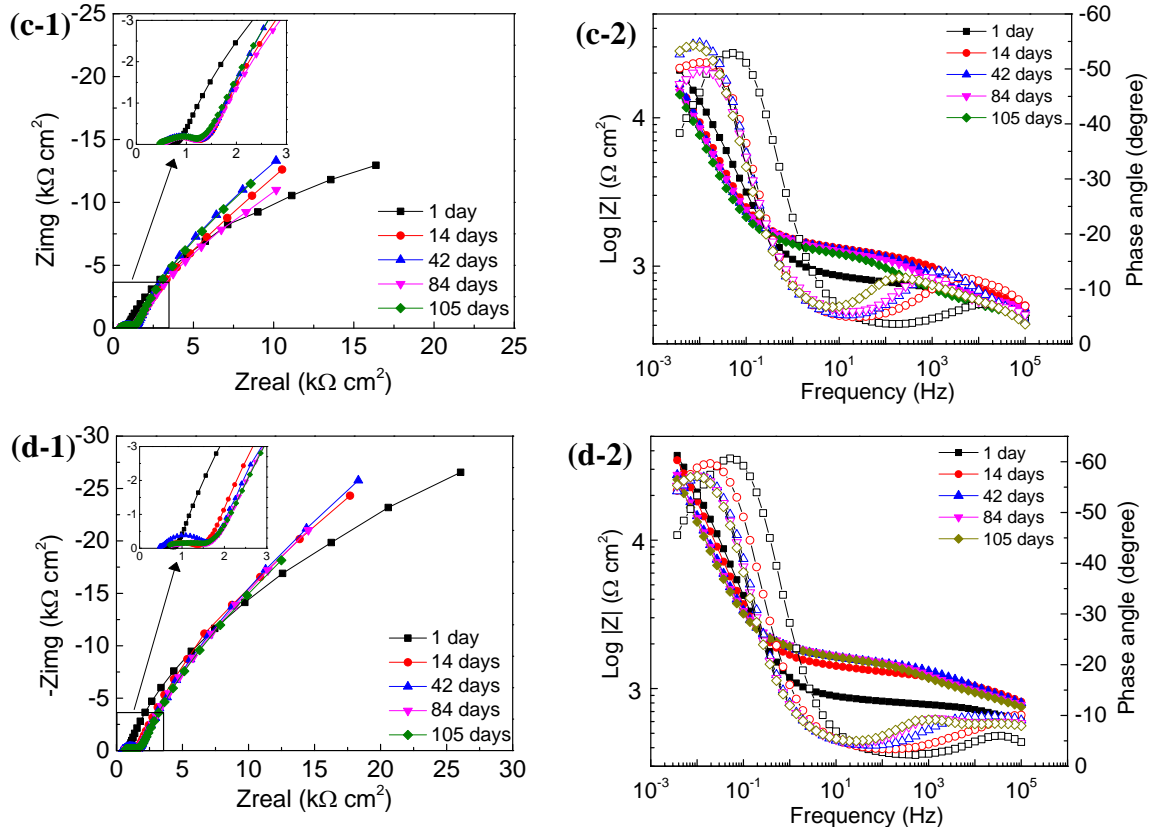 (c-1)
-25
-20
-15
-10
-5
0
Zimg (kΩ cm²)
0 5 10 15 20 25
Zreal (kΩ cm²)
-3
-2
-1
0
0 1 2 3
1 day
14 days
42 days
84 days
105 days
(c-2)
4
3
Log |Z| (Ω cm²)
10⁻³ 10⁻¹ 10¹ 10³ 10⁵
Frequency (Hz)
-60
-50
-40
-30
-20
-10
0
Phase angle (degree)
1 day
14 days
42 days
84 days
105 days
(d-1)
-30
-25
-20
-15
-10
-5
0
-Zimg (kΩ cm²)
0 5 10 15 20 25 30
Zreal (kΩ cm²)
-3
-2
-1
0
0 1 2 3
1 day
14 days
42 days
84 days
105 days
(d-2)
4
3
Log |Z| (Ω cm²)
10⁻³ 10⁻¹ 10¹ 10³ 10⁵
Frequency (Hz)
-60
-50
-40
-30
-20
-10
0
Phase angle (degree)
1 day
14 days
42 days
84 days
105 days